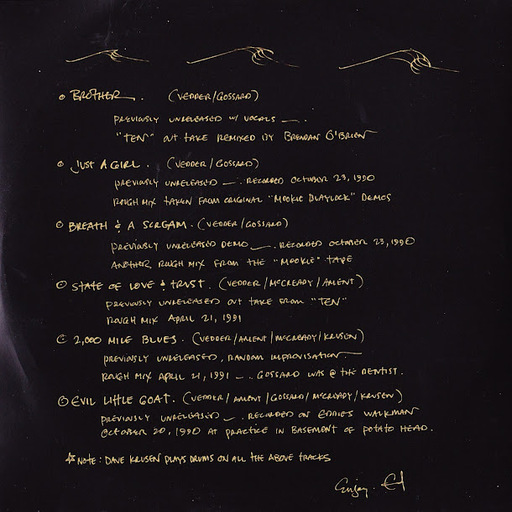 o BROTHER. (VEDDER/GOSSARD)
PREVIOUSLY UNRELEASED W/ VOCALS —.
"TEN" OUT TAKE REMIXED BY BRENDAN O'BRIEN
o JUST A GIRL. (VEDDER/GOSSARD)
PREVIOUSLY UNRELEASED —. RECORDED OCTOBER 23, 1990
ROUGH MIX TAKEN FROM ORIGINAL "MOOKIE BLAYLOCK" DEMOS
o BREATH & A SCREAM. (VEDDER/GOSSARD)
PREVIOUSLY UNRELEASED DEMO —. RECORDED OCTOBER 23, 1990
ANOTHER ROUGH MIX FROM THE "MOOKIE" TAPE
o STATE OF LOVE & TRUST. (VEDDER/MCCREADY/AMENT)
PREVIOUSLY UNRELEASED OUT TAKE FROM "TEN"
ROUGH MIX APRIL 21, 1991
o 2,000 MILE BLUES. (VEDDER/AMENT/MCCREADY/KRUSEN)
PREVIOUSLY UNRELEASED, RANDOM IMPROVISATION —
ROUGH MIX APRIL 21, 1991 —. GOSSARD WAS @ THE DENTIST.
o EVIL LITTLE GOAT. (VEDDER/AMENT/GOSSARD/MCCREADY/KRUSEN)
PREVIOUSLY UNRELEASED —. RECORDED ON EDDIE'S WALKMAN
OCTOBER 20, 1990 AT PRACTICE IN BASEMENT OF POTATO HEAD.
☆ NOTE: DAVE KRUSEN PLAYS DRUMS ON ALL THE ABOVE TRACKS
Enjoy. Ed